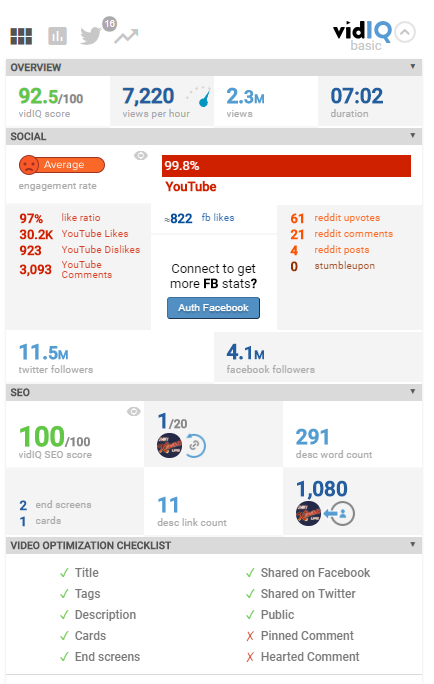 16
vidIQ
basic
OVERVIEW
92.5/100
vidIQ score
7,220
views per hour
2.3M
views
07:02
duration
SOCIAL
Average
engagement rate
99.8%
YouTube
97% like ratio
30.2K YouTube Likes
923 YouTube Dislikes
3,093 YouTube
Comments
≈822 fb likes
Connect to get
more FB stats?
Auth Facebook
61 reddit upvotes
21 reddit comments
4 reddit posts
0 stumbleupon
11.5M
twitter followers
4.1M
facebook followers
SEO
100/100
vidIQ SEO score
1/20
291
desc word count
2 end screens
1 cards
11
desc link count
1,080
VIDEO OPTIMIZATION CHECKLIST
✓ Title
✓ Tags
✓ Description
✓ Cards
✓ End screens
✓ Shared on Facebook
✓ Shared on Twitter
✓ Public
✗ Pinned Comment
✗ Hearted Comment